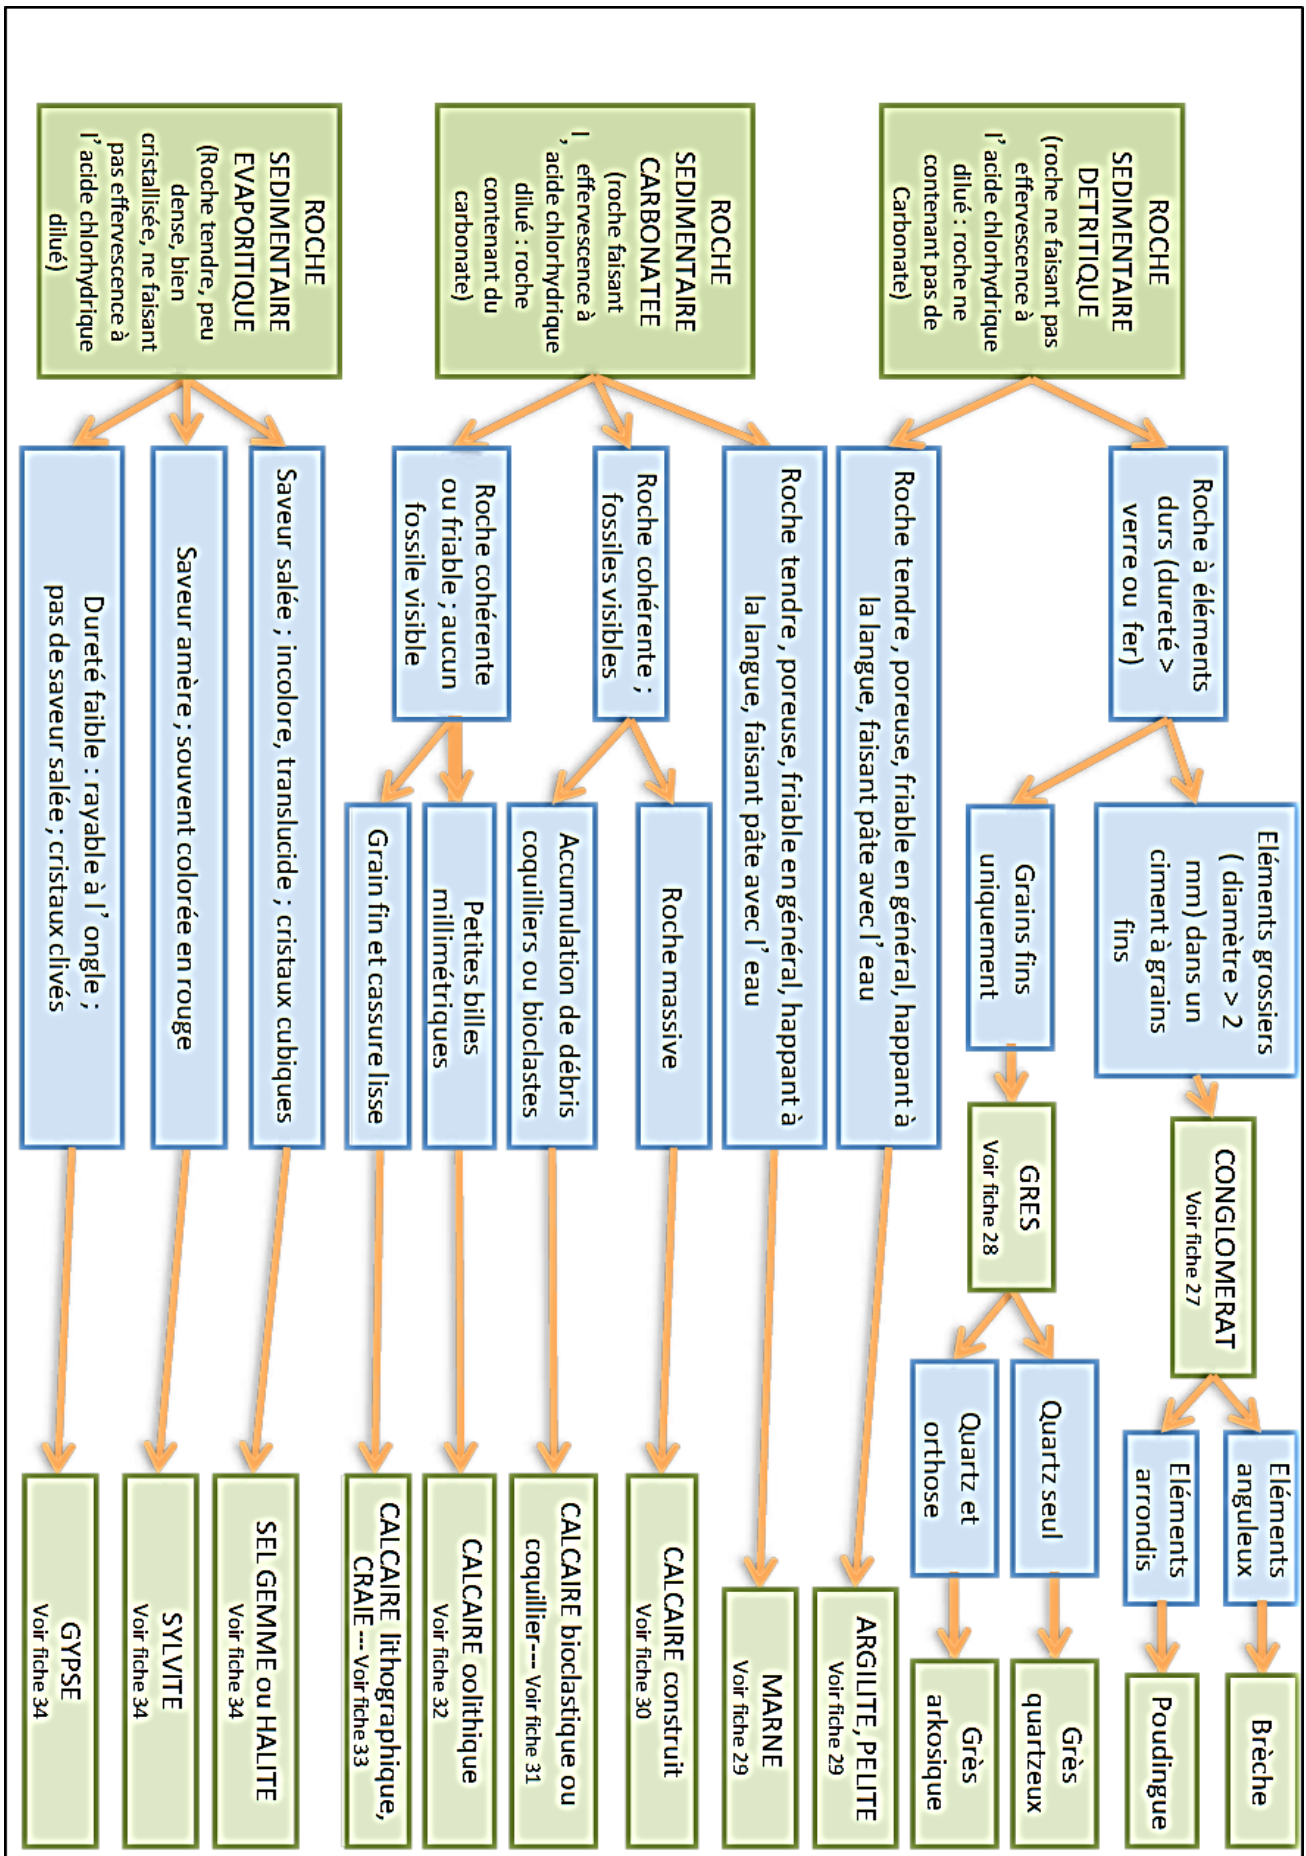 ROCHE
SEDIMENTAIRE
DETRITIQUE
(roche ne faisant pas
effervescence à
l’acide chlorhydrique
dilué : roche ne
contenant pas de
Carbonate)
Roche à éléments
durs (dureté >
verre ou fer)
Eléments grossiers
( diamètre > 2
mm) dans un
ciment à grains
fins
CONGLOMERAT
Voir fiche 27
Eléments
anguleux
Brèche
Eléments
arrondis
Poudingue
Grains fins
uniquement
GRES
Voir fiche 28
Quartz seul
Grès
quartzeux
Quartz et
orthose
Grès
arkosique
Roche tendre, poreuse, friable en général, happant à
la langue, faisant pâte avec l’eau
ARGILITE, PELITE
Voir fiche 29
ROCHE
SEDIMENTAIRE
CARBONATEE
(roche faisant
effervescence à
l’acide chlorhydrique
dilué : roche
contenant du
carbonate)
Roche tendre, poreuse, friable en général, happant à
la langue, faisant pâte avec l’eau
MARNE
Voir fiche 29
Roche cohérente ;
fossiles visibles
Roche massive
CALCAIRE construit
Voir fiche 30
Accumulation de débris
coquilliers ou bioclastes
CALCAIRE bioclastique ou
coquillier--- Voir fiche 31
Roche cohérente
ou friable ; aucun
fossile visible
Petites billes
millimétriques
CALCAIRE oolithique
Voir fiche 32
Grain fin et cassure lisse
CALCAIRE lithographique,
CRAIE --- Voir fiche 33
ROCHE
SEDIMENTAIRE
EVAPORITIQUE
(Roche tendre, peu
dense, bien
cristallisée, ne faisant
pas effervescence à
l’acide chlorhydrique
dilué)
Saveur salée ; incolore, translucide ; cristaux cubiques
SEL GEMME ou HALITE
Voir fiche 34
Saveur amère ; souvent colorée en rouge
SYLVITE
Voir fiche 34
Dureté faible : rayable à l’ongle ;
pas de saveur salée ; cristaux clivés
GYPSE
Voir fiche 34